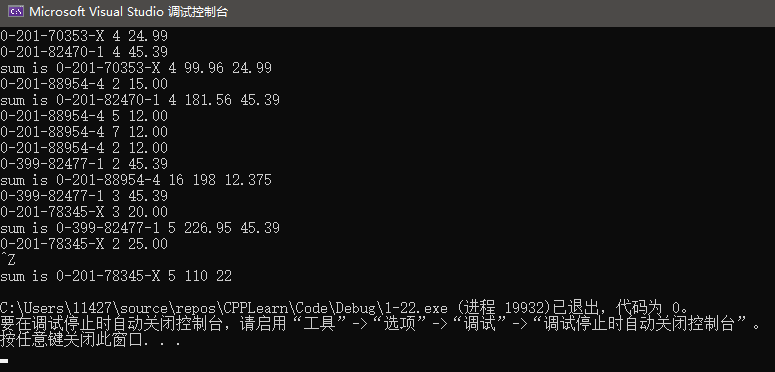 Microsoft Visual Studio 调试控制台
0-201-70353-X 4 24.99
0-201-82470-1 4 45.39
sum is 0-201-70353-X 4 99.96 24.99
0-201-88954-4 2 15.00
sum is 0-201-82470-1 4 181.56 45.39
0-201-88954-4 5 12.00
0-201-88954-4 7 12.00
0-201-88954-4 2 12.00
0-399-82477-1 2 45.39
sum is 0-201-88954-4 16 198 12.375
0-399-82477-1 3 45.39
0-201-78345-X 3 20.00
sum is 0-399-82477-1 5 226.95 45.39
0-201-78345-X 2 25.00
^Z
sum is 0-201-78345-X 5 110 22
C:\Users\11427\source\repos\CPPLearn\Code\Debug\1-22.exe (进程 19932)已退出，代码为 0。
要在调试停止时自动关闭控制台，请启用“工具”->“选项”->“调试”->“调试停止时自动关闭控制台”。
按任意键关闭此窗口. . .